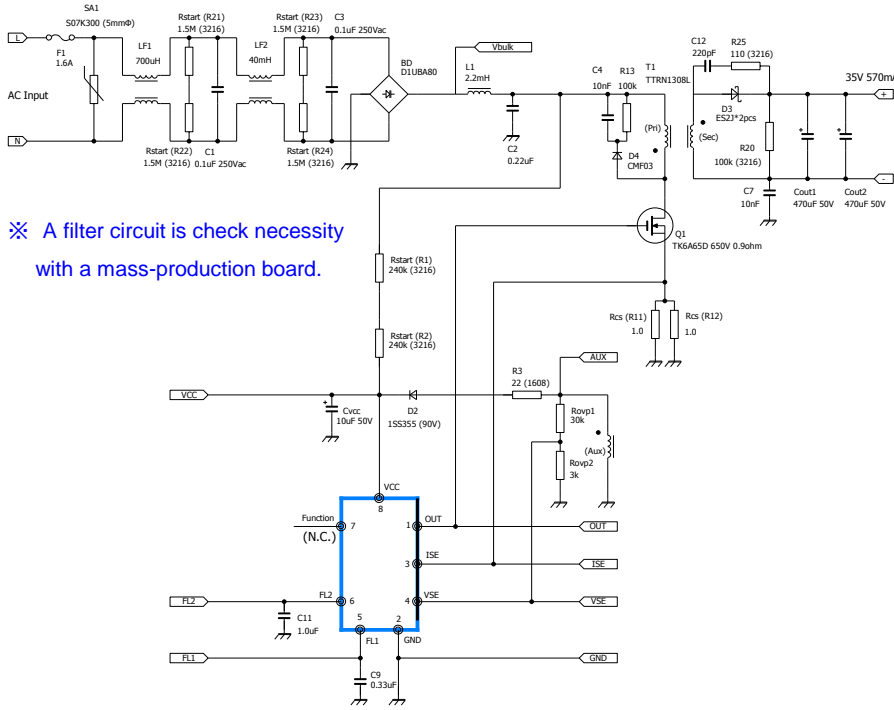 SA1
S07K300 (5mmΦ)
L
F1
1.6A
AC Input
N
LF1
700uH
Rstart (R21)
1.5M (3216)
Rstart (R22)
1.5M (3216)
C1
0.1uF 250Vac
LF2
40mH
Rstart (R23)
1.5M (3216)
Rstart (R24)
1.5M (3216)
C3
0.1uF 250Vac
BD
D1UBA80
Vbulk
L1
2.2mH
C2
0.22uF
C4
10nF
R13
100k
D4
CMF03
T1
TTRN1308L
(Pri)
(Sec)
C12
220pF
R25
110 (3216)
D3
ES2J*2pcs
R20
100k (3216)
C7
10nF
35V 570mA
+
-
Cout1
470uF 50V
Cout2
470uF 50V
※ A filter circuit is check necessity
with a mass-production board.
Q1
TK6A65D 650V 0.9ohm
Rstart (R1)
240k (3216)
Rstart (R2)
240k (3216)
Rcs (R11)
1.0
Rcs (R12)
1.0
AUX
R3
22 (1608)
VCC
Cvcc
10uF 50V
D2
1SS355 (90V)
Rovp1
30k
Rovp2
3k
(Aux)
VCC
8
Function
(N.C.)
7
1
OUT
OUT
3
ISE
ISE
FL2
FL2
6
4
VSE
VSE
C11
1.0uF
5
FL1
2
GND
FL1
GND
C9
0.33uF